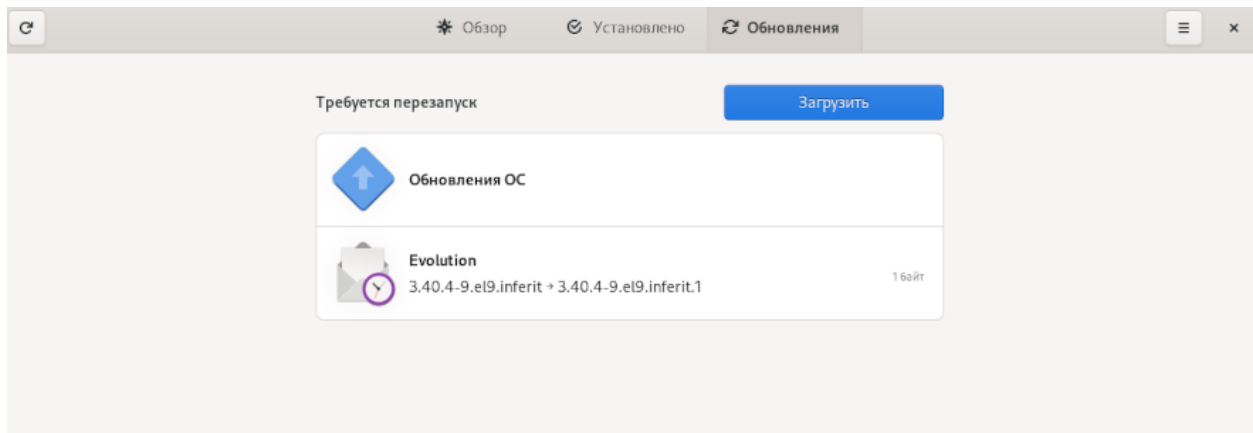 Обзор
Установлено
Обновления
Требуется перезапуск
Загрузить
Обновления ОС
Evolution
3.40.4-9.el9.inferit → 3.40.4-9.el9.inferit.1
1 байт